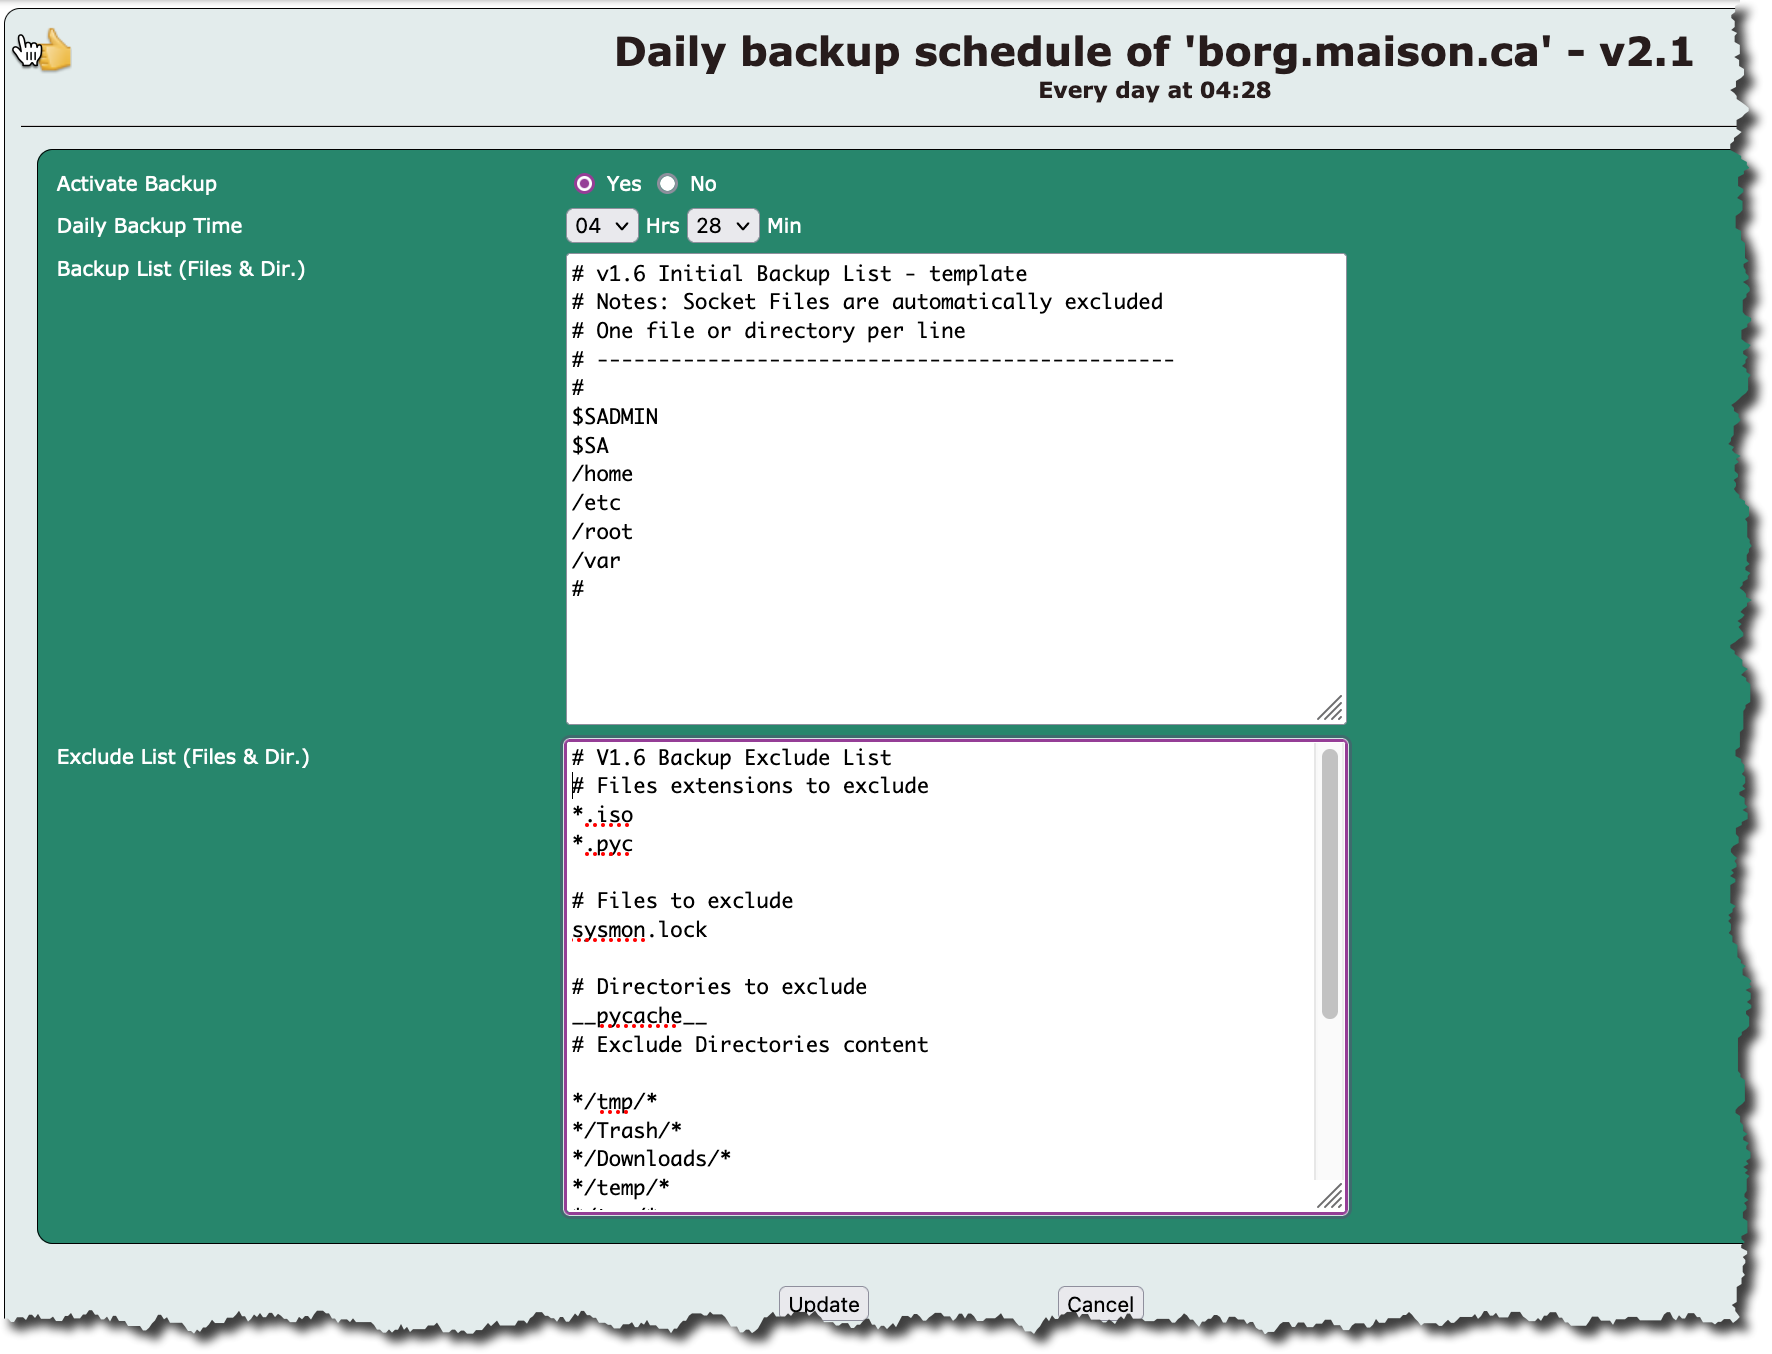 Daily backup schedule of 'borg.maison.ca' - v2.1
Every day at 04:28
Activate Backup Yes No
Daily Backup Time 04 Hrs 28 Min
Backup List (Files & Dir.)
# v1.6 Initial Backup List - template
# Notes: Socket Files are automatically excluded
# One file or directory per line
# -----------------------------------------------
#
$SADMIN
$SA
/home
/etc
/root
/var
#
Exclude List (Files & Dir.)
# V1.6 Backup Exclude List
# Files extensions to exclude
*.iso
*.pyc
# Files to exclude
sysmon.lock
# Directories to exclude
__pycache__
# Exclude Directories content
*/tmp/*
*/Trash/*
*/Downloads/*
*/temp/*
Update Cancel